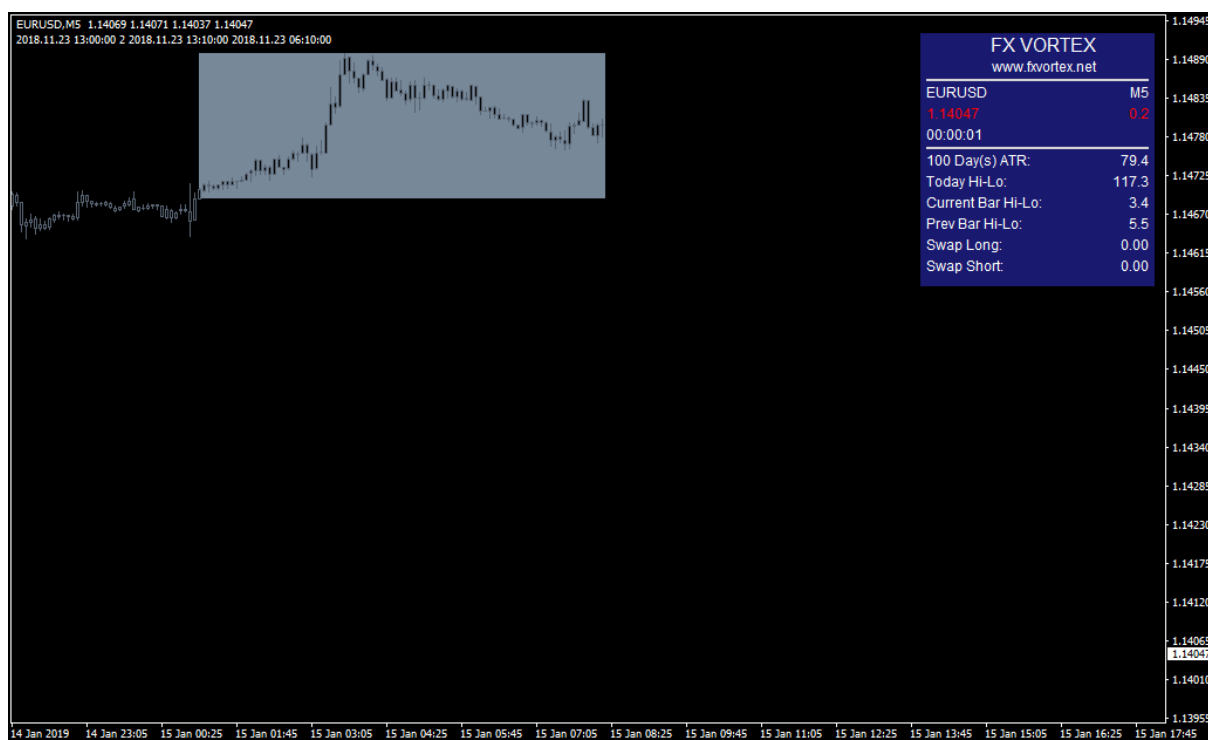 EURUSD,M5 1.14069 1.14071 1.14037 1.14047
2018.11.23 13:00:00 2 2018.11.23 13:10:00 2018.11.23 06:10:00
FX VORTEX
www.fxvortex.net
EURUSD M5
1.14047 0.2
00:00:01
100 Day(s) ATR: 79.4
Today Hi-Lo: 117.3
Current Bar Hi-Lo: 3.4
Prev Bar Hi-Lo: 5.5
Swap Long: 0.00
Swap Short: 0.00
1.14945
1.14890
1.14835
1.14780
1.14725
1.14670
1.14615
1.14560
1.14505
1.14450
1.14395
1.14340
1.14285
1.14230
1.14175
1.14120
1.14065
1.14047
1.14010
1.13955
14 Jan 2019 14 Jan 23:05 15 Jan 00:25 15 Jan 01:45 15 Jan 03:05 15 Jan 04:25 15 Jan 05:45 15 Jan 07:05 15 Jan 08:25 15 Jan 09:45 15 Jan 11:05 15 Jan 12:25 15 Jan 13:45 15 Jan 15:05 15 Jan 16:25 15 Jan 17:45